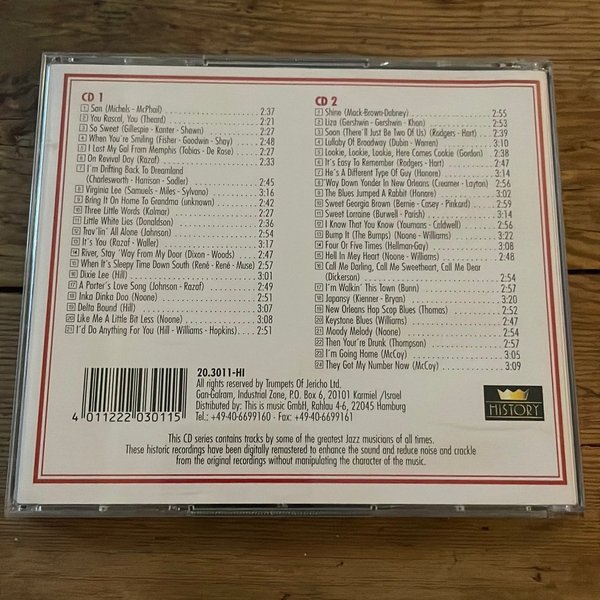 CD 1
1 San (Michels - McPhail) 2:37
2 You Rascal, You (Theard) 2:21
3 So Sweet (Gillespin - Kanter - Shawn) 2:27
4 When You're Smiling (Fisher - Goodwin - Shay) 2:48
5 I Lost My Gal From Memphis (Tobias - De Rose) 2:27
6 On Revival Day (Razaf) 2:33
7 I'm Drifting Back To Dreamland
(Charlesworth - Harrison - Sadler) 2:45
8 Virginia Lee (Samuels - Miles - Sylvano) 3:16
9 Bring It On Home To Grandma (unknown) 2:42
10 Three Little Words (Kalmar) 2:27
11 Little White Lies (Donaldson) 2:36
12 Trav'lin' All Alone (Johnson) 2:54
13 It's You (Razaf - Waller) 3:17
14 River, Stay 'Way From My Door (Dixon - Woods) 2:47
15 When It's Sleepy Time Down South (René - René - Muse) 2:57
16 Dixie Lee (Hill) 3:03
17 A Porter's Love Song (Johnson - Razaf) 2:49
18 Inka Dinka Doo (Noone) 2:51
19 Delta Bound (Hill) 3:07
20 Like Me A Little Bit Less (Noone) 3:08
21 I'd Do Anything For You (Hill - Williams - Hopkins) 2:51
CD 2
1 Shine (Mack-Brown-Dabney) 2:55
2 Liza (Gershwin - Gershwin - Khan) 2:51
3 Soon (There'll Just Be Two Of Us) (Rodgers - Hart) 2:39
4 Lullaby Of Broadway (Dubin - Warren) 3:10
5 Lookie, Lookie, Lookie, Here Comes Cookie (Gordon) 2:38
6 It's Easy To Remember (Rodgers - Hart) 2:47
7 He's A Different Type Of Guy (Honore) 3:14
8 Way Down Yonder In New Orleans (Creamer - Layton) 2:56
9 The Blues Jumped A Rabbit (Honore) 3:02
10 Sweet Georgia Brown (Bernie - Casey - Pinkard) 2:59
11 Sweet Lorraine (Burwell - Parish) 3:14
12 I Know That You Know (Youmans - Caldwell) 2:56
13 Bump It (The Bumps) (Noone - Williams) 3:22
14 Four Or Five Times (Hellman-Gay) 3:08
15 Hell In Mey Heart (Noone - Williams) 2:48
16 Call Me Darling, Call Me Sweetheart, Call Me Dear
(Dickerson) 2:54
17 I'm Walkin' This Town (Bunn) 2:57
18 Japansy (Kienner - Bryan) 3:20
19 New Orleans Hop Scop Blues (Thomas) 2:52
20 Keystone Blues (Williams) 2:47
21 Moody Melody (Noone) 2:54
22 Then Your're Drunk (Thompson) 2:57
23 I'm Going Home (McCoy) 3:05
24 They Got My Number Now (McCoy) 3:09
4 011222 030115
20.3011-HI
All rights reserved by Trumpets Of Jericho Ltd.
Gan-Galram, Industrial Zone, P.O. Box 6, 20101 Karmiel /Israel
Distributed by: This is music GmbH, Rahlau 4-6, 22045 Hamburg
Tel.: +49-40-6699160 · Fax: +49-40-6699161
HISTORY
This CD series contains tracks by some of the greatest Jazz musicians of all times.
These historic recordings have been digitally remastered to enhance the sound and reduce noise and crackle
from the original recordings without manipulating the character of the music.